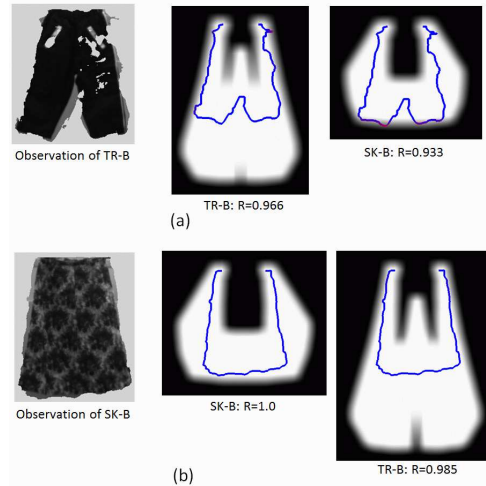 Observation of TR-B
TR-B: R=0.966
SK-B: R=0.933
(a)
Observation of SK-B
SK-B: R=1.0
TR-B: R=0.985
(b)